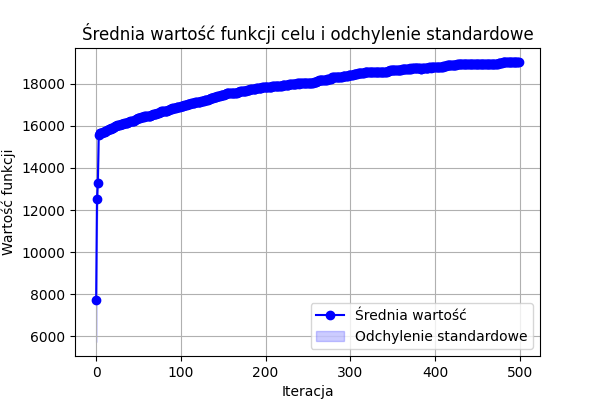 Średnia wartość funkcji celu i odchylenie standardowe
Wartość funkcji
18000
16000
14000
12000
10000
8000
6000
Średnia wartość
Odchylenie standardowe
0 100 200 300 400 500
Iteracja